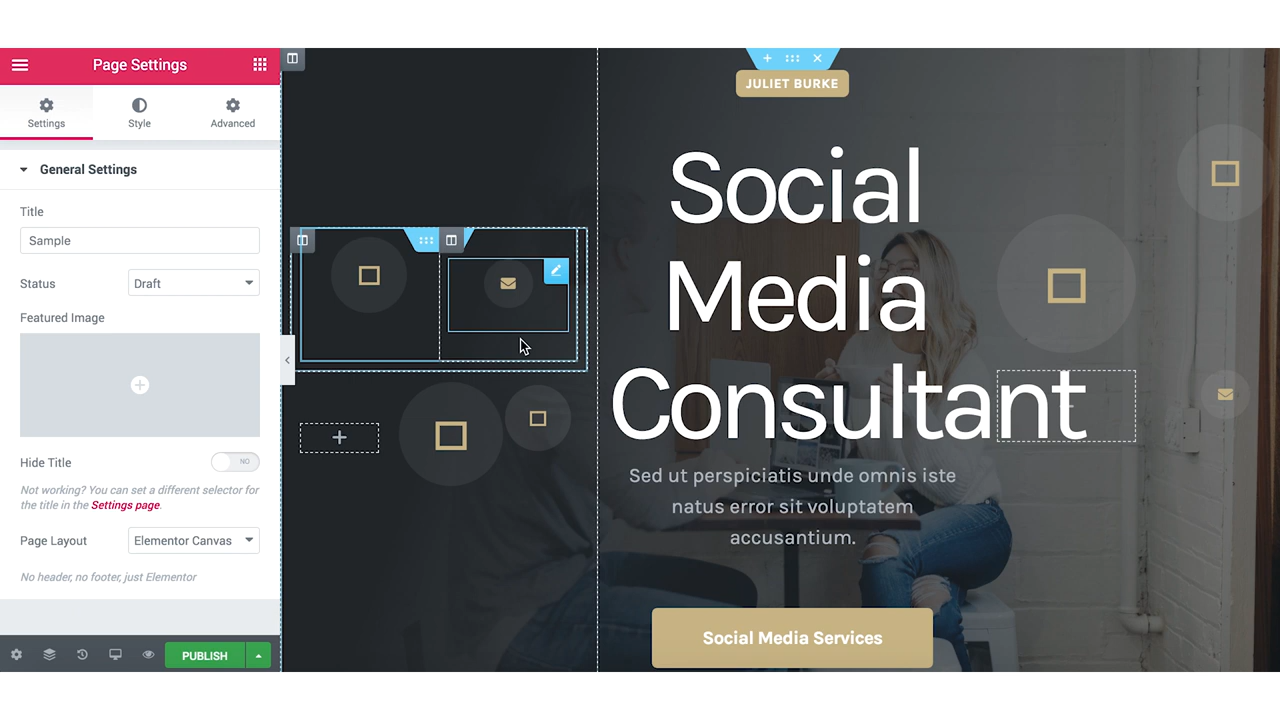 Page Settings
Settings
Style
Advanced
General Settings
Title
Sample
Status
Draft
Featured Image
Hide Title
NO
Not working? You can set a different selector for
the title in the Settings page.
Page Layout
Elementor Canvas
No header, no footer, just Elementor
PUBLISH
JULIET BURKE
Social
Media
Consultant
Sed ut perspiciatis unde omnis iste
natus error sit voluptatem
accusantium.
Social Media Services